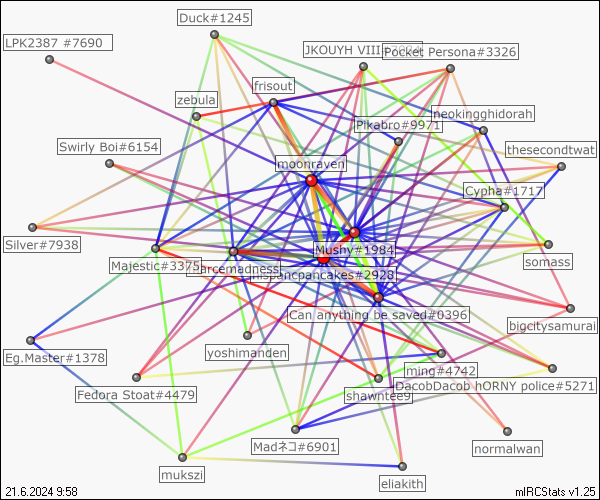 Duck#1245
LPK2387 #7690
JKOUYH VIII#7094
Pocket Persona#3326
frisout
zebula
neokingghidorah
Pikabro#9971
Swirly Boi#6154
thesecondtwat
moonraven
Cypha#1717
Silver#7938
Mushy#1984
somass
Majestic#3375
arcemadness
hispancpancakes#2928
Can anything be saved#0396
bigcitysamurai
yoshimanden
Eg.Master#1378
ming#4742
DacobDacob hORNY police#5271
Fedora Stoat#4479
shawntee9
Madネコ#6901
normalwan
mukszi
eliakith
21.6.2024 9:58
mIRCStats v1.25